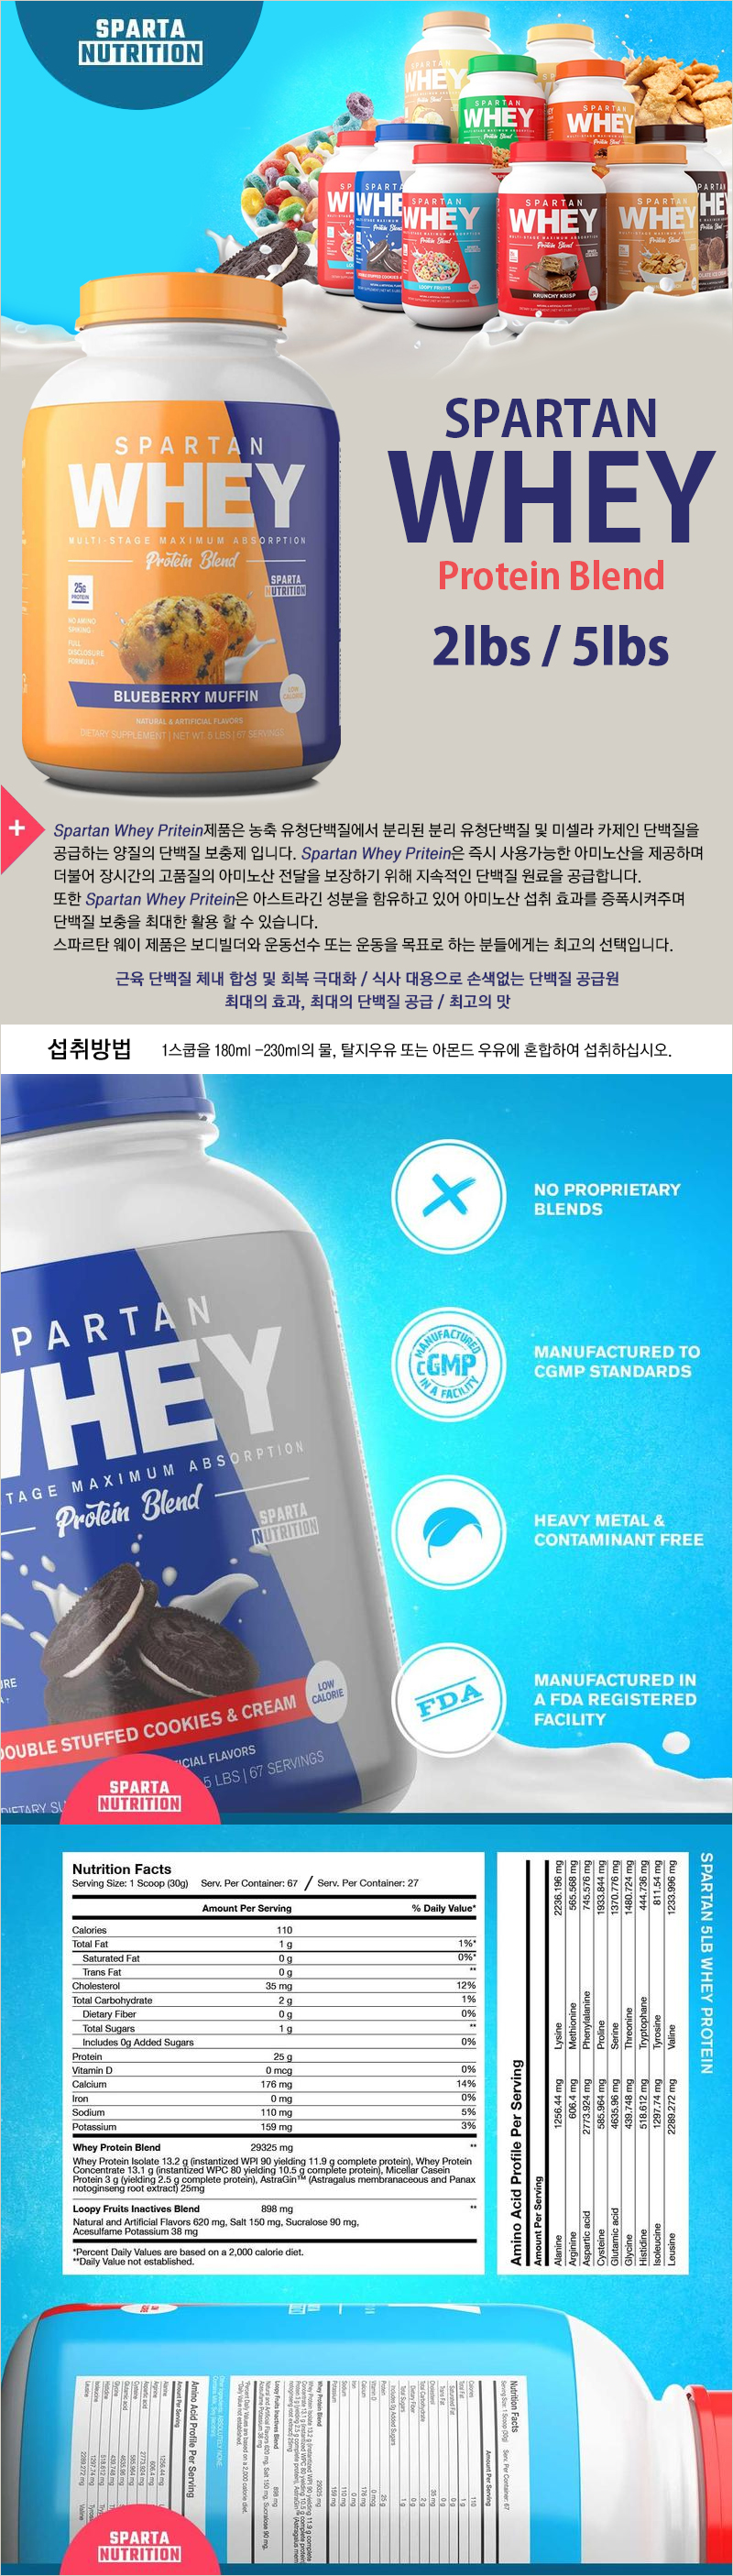 SPARTA
NUTRITION
SPARTAN
WHEY
SPARTAN
WHEY
Protein Blend
SPARTAN
WHEY
Protein Blend
SPARTAN
WHEY
Protein Blend
LOOPY FRUITS
SPARTAN
WHEY
Protein Blend
KRUNCHY KRISP
SPARTAN
WHEY
Protein Blend
SPARTAN
WHEY
MULTI-STAGE MAXIMUM ABSORPTION
Protein Blend
25g
PROTEIN
NO AMINO
SPIKING
FULL
DISCLOSURE
FORMULA
SPARTA
NUTRITION
BLUEBERRY MUFFIN
LOW
CALORIE
NATURAL & ARTIFICIAL FLAVORS
DIETARY SUPPLEMENT | NET WT. 5 LBS | 67 SERVINGS
SPARTAN
WHEY
Protein Blend
2lbs / 5lbs
+
Spartan Whey Pritein제품은 농축 유청단백질에서 분리된 분리 유청단백질 및 미셀라 카제인 단백질을
공급하는 양질의 단백질 보충제 입니다. Spartan Whey Pritein은 즉시 사용가능한 아미노산을 제공하며
더불어 장시간의 고품질의 아미노산 전달을 보장하기 위해 지속적인 단백질 원료를 공급합니다.
또한 Spartan Whey Pritein은 아스트라긴 성분을 함유하고 있어 아미노산 섭취 효과를 증폭시켜주며
단백질 보충을 최대한 활용 할 수 있습니다.
스파르탄 웨이 제품은 보디빌더와 운동선수 또는 운동을 목표로 하는 분들에게는 최고의 선택입니다.
근육 단백질 체내 합성 및 회복 극대화 / 식사 대용으로 손색없는 단백질 공급원
최대의 효과, 최대의 단백질 공급 / 최고의 맛
섭취방법 1스쿱을 180ml -230ml의 물, 탈지우유 또는 아몬드 우유에 혼합하여 섭취하십시오.
PARTAN
HEY
TAGE MAXIMUM ABSORPTION
Protein Blend
SPARTA
NUTRITION
LOW
CALORIE
DOUBLE STUFFED COOKIES & CREAM
ICIAL FLAVORS
5 LBS | 67 SERVINGS
NO PROPRIETARY
BLENDS
MANUFACTURED
cGMP
IN A FACILITY
MANUFACTURED TO
CGMP STANDARDS
HEAVY METAL &
CONTAMINANT FREE
FDA
MANUFACTURED IN
A FDA REGISTERED
FACILITY
SPARTA
NUTRITION
Nutrition Facts
Serving Size: 1 Scoop (30g) Serv. Per Container: 67 / Serv. Per Container: 27
Amount Per Serving % Daily Value*
Calories 110
Total Fat 1 g 1%*
Saturated Fat 0 g 0%*
Trans Fat 0 g **
Cholesterol 35 mg 12%
Total Carbohydrate 2 g 1%
Dietary Fiber 0 g 0%
Total Sugars 1 g **
Includes 0g Added Sugars 0%
Protein 25 g
Vitamin D 0 mcg 0%
Calcium 176 mg 14%
Iron 0 mg 0%
Sodium 110 mg 5%
Potassium 159 mg 3%
Whey Protein Blend 29325 mg **
Whey Protein Isolate 13.2 g (instantized WPI 90 yielding 11.9 g complete protein), Whey Protein
Concentrate 13.1 g (instantized WPC 80 yielding 10.5 g complete protein), Micellar Casein
Protein 3 g (yielding 2.5 g complete protein), AstraGin™ (Astragalus membranaceous and Panax
notoginseng root extract) 25mg
Loopy Fruits Inactives Blend 898 mg **
Natural and Artificial Flavors 620 mg, Salt 150 mg, Sucralose 90 mg,
Acesulfame Potassium 38 mg
*Percent Daily Values are based on a 2,000 calorie diet.
**Daily Value not established.
Amino Acid Profile Per Serving
Amount Per Serving
Alanine 1256.44 mg Lysine 2236.196 mg
Arginine 606.4 mg Methionine 565.568 mg
Aspartic acid 2773.924 mg Phenylalanine 745.576 mg
Cysteine 585.964 mg Proline 1933.844 mg
Glutamic acid 4635.96 mg Serine 1370.776 mg
Glycine 439.748 mg Threonine 1480.724 mg
Histidine 518.612 mg Tryptophane 444.736 mg
Isoleucine 1297.74 mg Tyrosine 811.54 mg
Leusine 2289.272 mg Valine 1233.996 mg
SPARTAN 5LB WHEY PROTEIN
Nutrition Facts
Amino Acid Profile Per Serving
SPARTA
NUTRITION